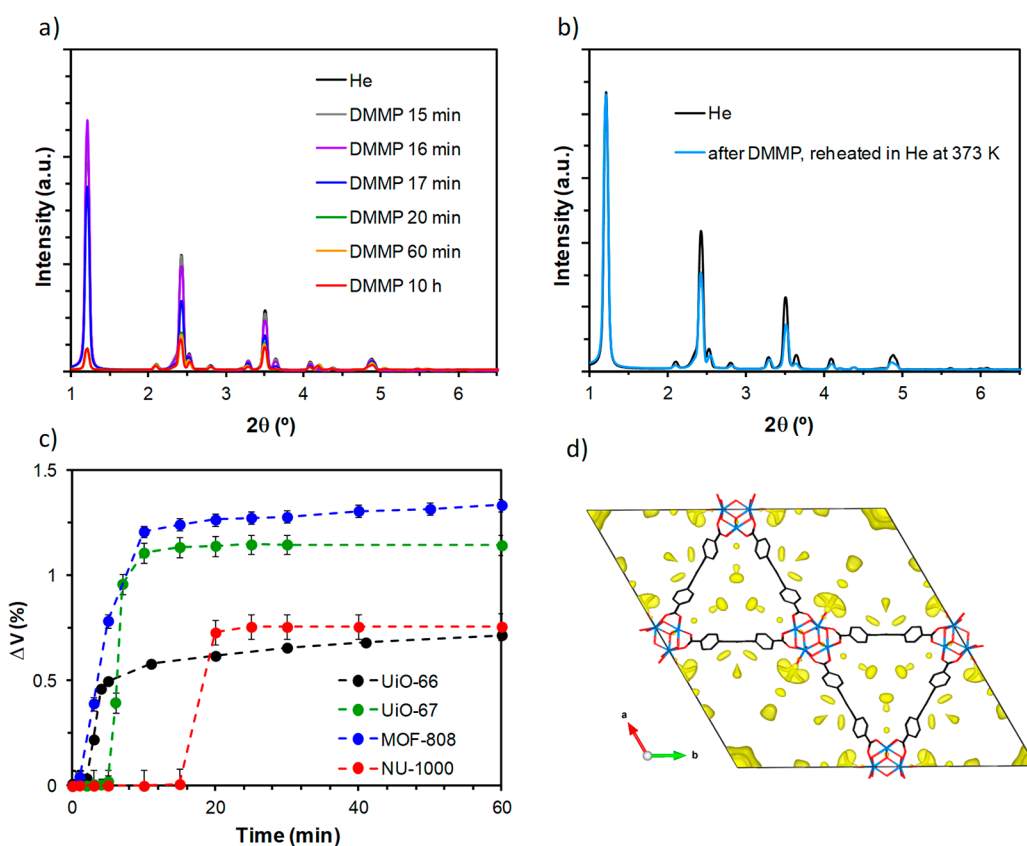 a)
Intensity (a.u.)
He
DMMP 15 min
DMMP 16 min
DMMP 17 min
DMMP 20 min
DMMP 60 min
DMMP 10 h
1 2 3 4 5 6
2θ (º)
b)
Intensity (a.u.)
He
after DMMP, reheated in He at 373 K
1 2 3 4 5 6
2θ (º)
c)
ΔV (%)
1.5
1
0.5
0
UiO-66
UiO-67
MOF-808
NU-1000
0 20 40 60
Time (min)
d)
a
b